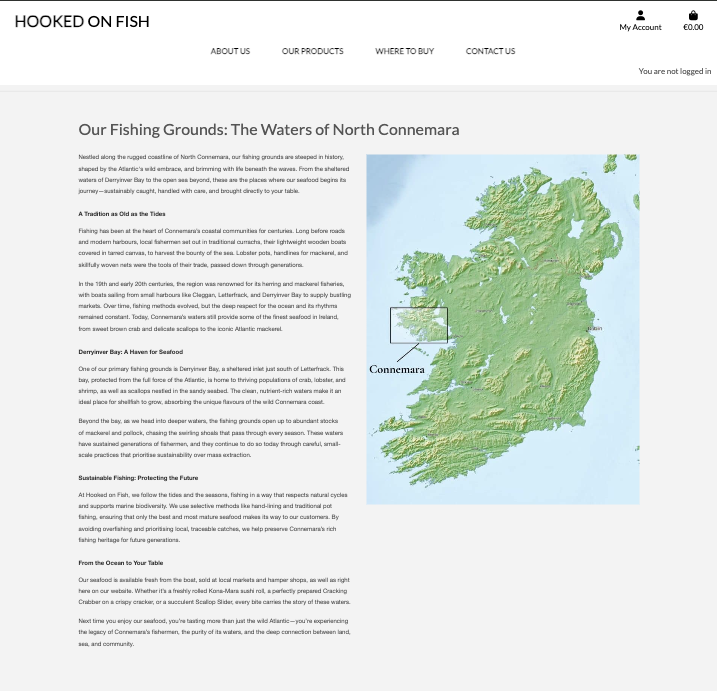 HOOKED ON FISH
My Account
€0.00
ABOUT US
OUR PRODUCTS
WHERE TO BUY
CONTACT US
You are not logged in
Our Fishing Grounds: The Waters of North Connemara
Nestled along the rugged coastline of North Connemara, our fishing grounds are steeped in history,
shaped by the Atlantic's wild embrace, and brimming with life beneath the waves. From the sheltered
waters of Derryinver Bay to the open sea beyond, these are the places where our seafood begins its
journey—sustainably caught, handled with care, and brought directly to your table.
A Tradition as Old as the Tides
Fishing has been at the heart of Connemara's coastal communities for centuries. Long before roads
and modern harbours, local fishermen set out in traditional currachs, their lightweight wooden boats
covered in tarred canvas, to harvest the bounty of the sea. Lobster pots, handlines for mackerel, and
skillfully woven nets were the tools of their trade, passed down through generations.
In the 19th and early 20th centuries, the region was renowned for its herring and mackerel fisheries,
with boats sailing from small harbours like Cleggan, Letterfrack, and Derryinver Bay to supply bustling
markets. Over time, fishing methods evolved, but the deep respect for the ocean and its rhythms
remained constant. Today, Connemara's waters still provide some of the finest seafood in Ireland,
from sweet brown crab and delicate scallops to the iconic Atlantic mackerel.
Derryinver Bay: A Haven for Seafood
One of our primary fishing grounds is Derryinver Bay, a sheltered inlet just south of Letterfrack. This
bay, protected from the full force of the Atlantic, is home to thriving populations of crab, lobster, and
shrimp, as well as scallops nestled in the sandy seabed. The clean, nutrient-rich waters make it an
ideal place for shellfish to grow, absorbing the unique flavours of the wild Connemara coast.
Beyond the bay, as we head into deeper waters, the fishing grounds open up to abundant stocks
of mackerel and pollock, chasing the swirling shoals that pass through every season. These waters
have sustained generations of fishermen, and they continue to do so today through careful, small-
scale practices that prioritise sustainability over mass extraction.
Sustainable Fishing: Protecting the Future
At Hooked on Fish, we follow the tides and the seasons, fishing in a way that respects natural cycles
and supports marine biodiversity. We use selective methods like hand-lining and traditional pot
fishing, ensuring that only the best and most mature seafood makes its way to our customers. By
avoiding overfishing and prioritising local, traceable catches, we help preserve Connemara's rich
fishing heritage for future generations.
From the Ocean to Your Table
Our seafood is available fresh from the boat, sold at local markets and hamper shops, as well as right
here on our website. Whether it's a freshly rolled Kona-Mara sushi roll, a perfectly prepared Cracking
Crabber on a crispy cracker, or a succulent Scallop Slider, every bite carries the story of these waters.
Next time you enjoy our seafood, you're tasting more than just the wild Atlantic—you're experiencing
the legacy of Connemara's fishermen, the purity of its waters, and the deep connection between land,
sea, and community.
Connemara